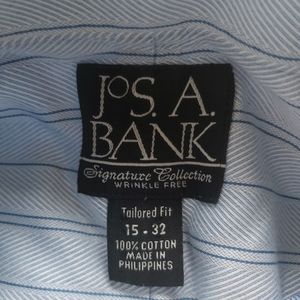 JOS. A.
BANK
Signature Collection
WRINKLE FREE
Tailored Fit
15 - 32
100% COTTON
MADE IN
PHILIPPINES